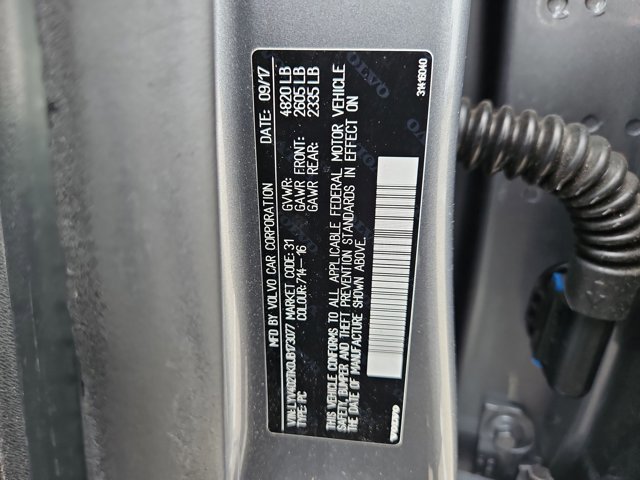 MFD BY VOLVO CAR CORPORATION DATE: 09/17
GVWR: 4820 LB
MARKET CODE: 31 GAWR FRONT: 2605 LB
TYPE: PC COLOUR: 714-16 GAWR REAR: 2335 LB
THIS VEHICLE CONFORMS TO ALL APPLICABLE FEDERAL MOTOR VEHICLE
SAFETY, BUMPER AND THEFT PREVENTION STANDARDS IN EFFECT ON
THE DATE OF MANUFACTURE SHOWN ABOVE.
VOLVO
31416040